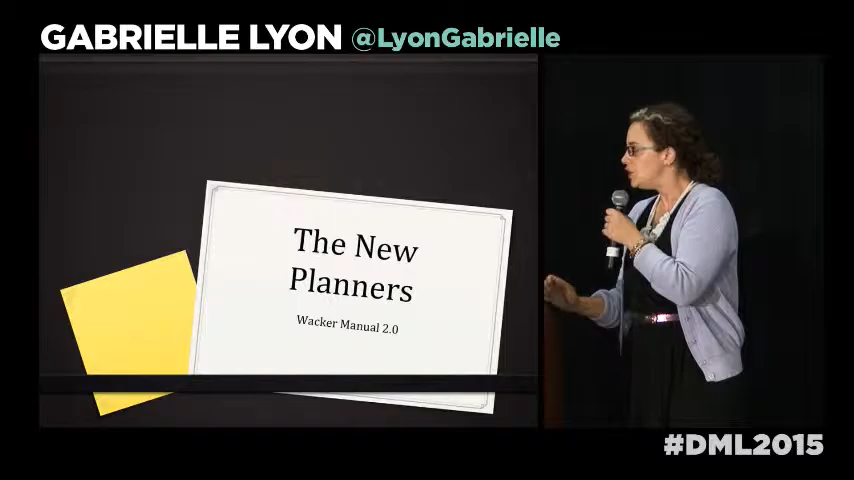 GABRIELLE LYON @LyonGabrielle
The New
Planners
Wacker Manual 2.0
#DML2015